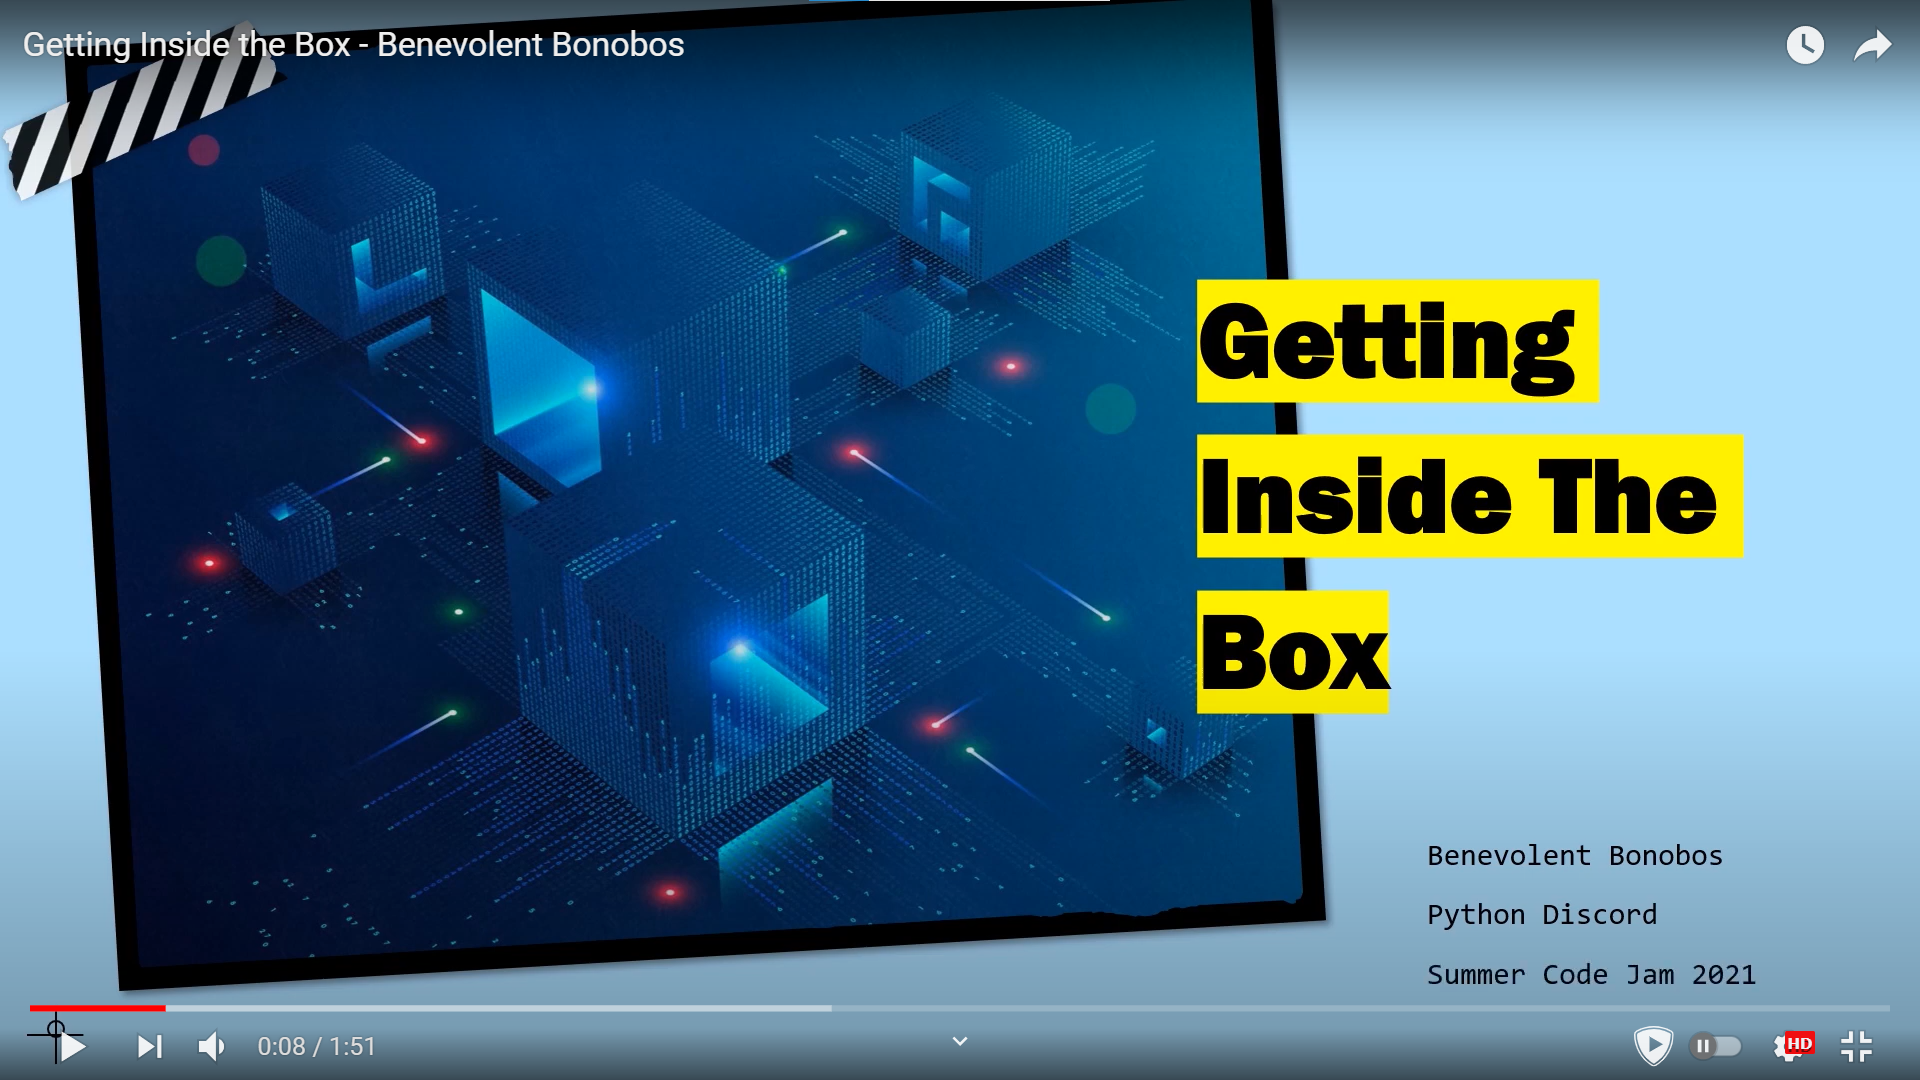 Getting Inside the Box - Benevolent Bonobos
Getting
Inside The
Box
Benevolent Bonobos
Python Discord
Summer Code Jam 2021
0:08 / 1:51
HD